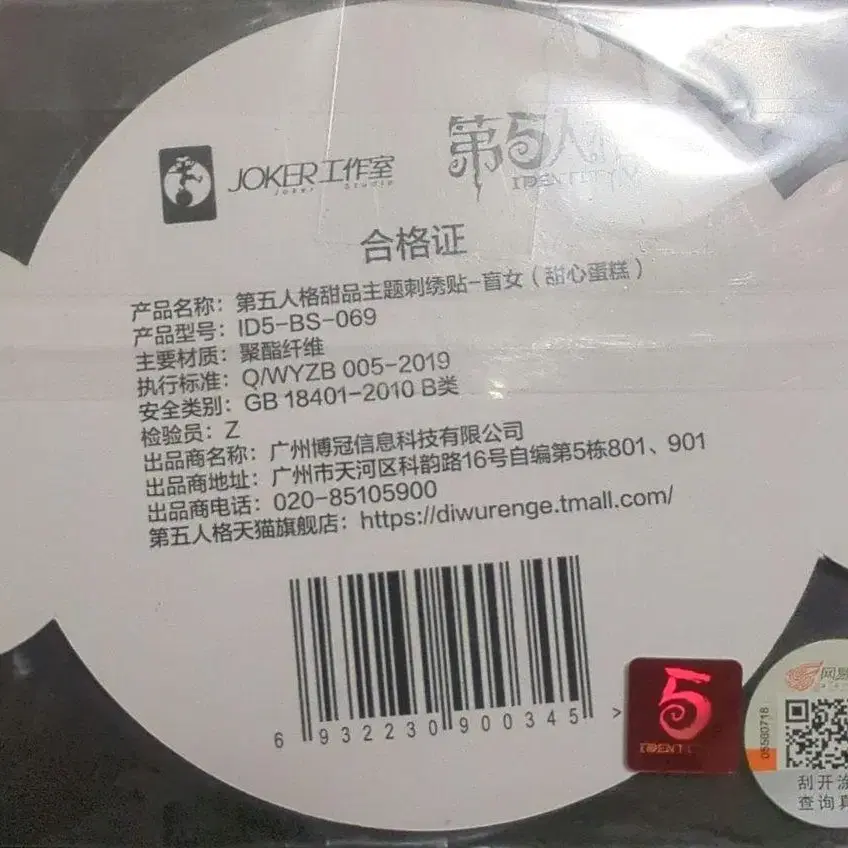 JOKER工作室
Joker Studio
第5人格
IDENTITY V
合格证
产品名称：第五人格甜品主题刺绣贴-盲女（甜心蛋糕）
产品型号：ID5-BS-069
主要材质：聚酯纤维
执行标准：Q/WYZB 005-2019
安全类别：GB 18401-2010 B类
检验员：Z
出品商名称：广州博冠信息科技有限公司
出品商地址：广州市天河区科韵路16号自编第5栋801、901
出品商电话：020-85105900
第五人格天猫旗舰店：https://diwurenge.tmall.com/
6 932230 900345 >
5
IDENTITY
05580718
刮开涂
查询真